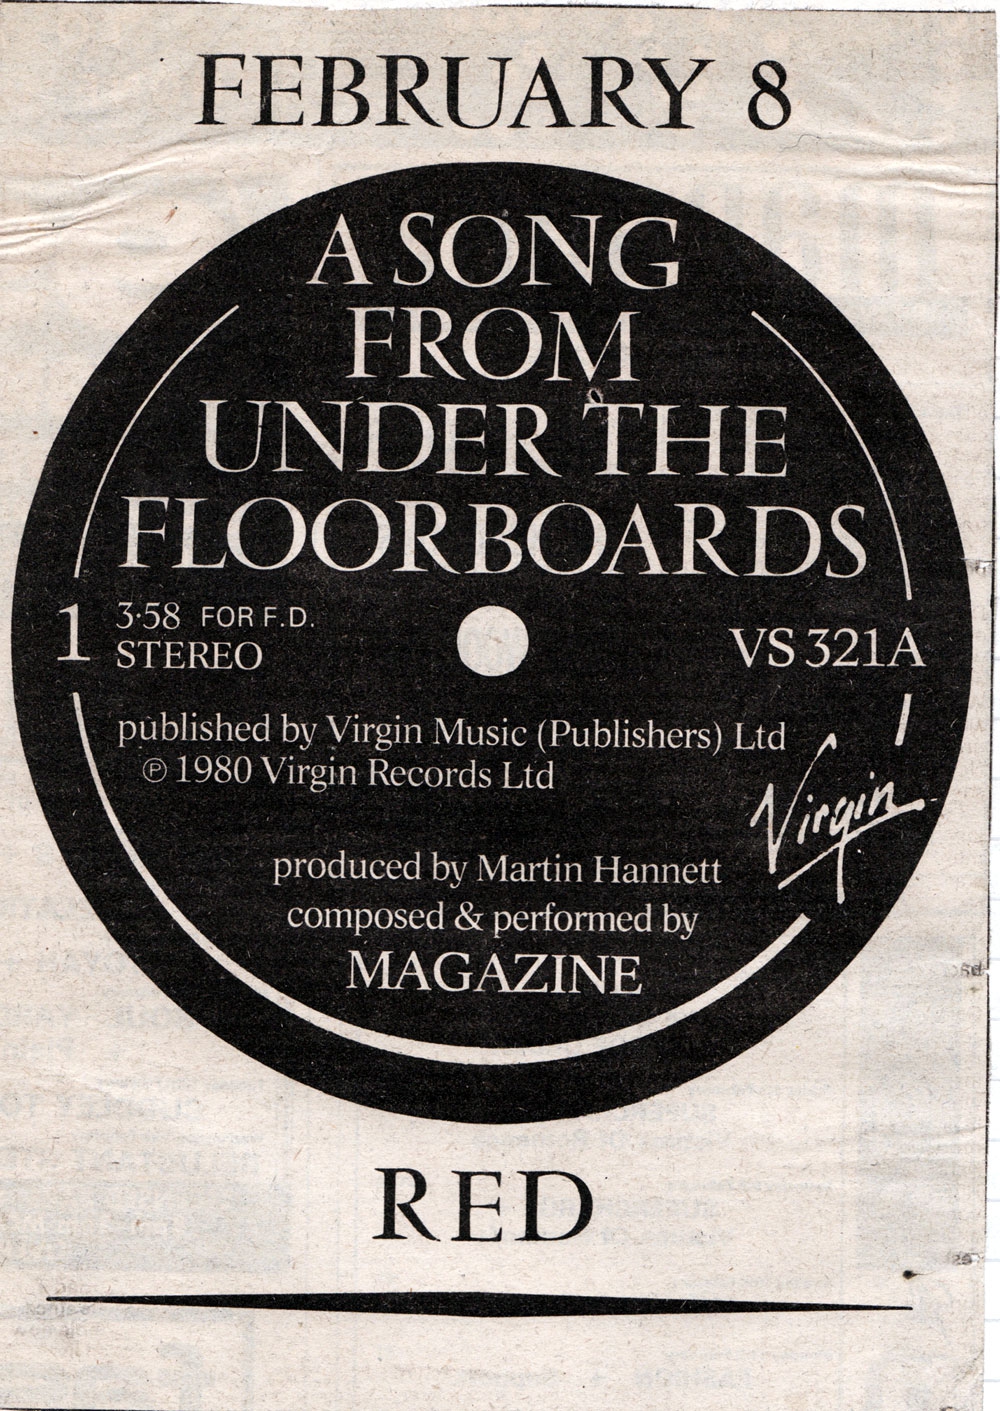 FEBRUARY 8
A SONG
FROM
UNDER THE
FLOORBOARDS
1
3·58 FOR F.D.
STEREO
VS 321A
published by Virgin Music (Publishers) Ltd
℗ 1980 Virgin Records Ltd
Virgin
produced by Martin Hannett
composed & performed by
MAGAZINE
RED